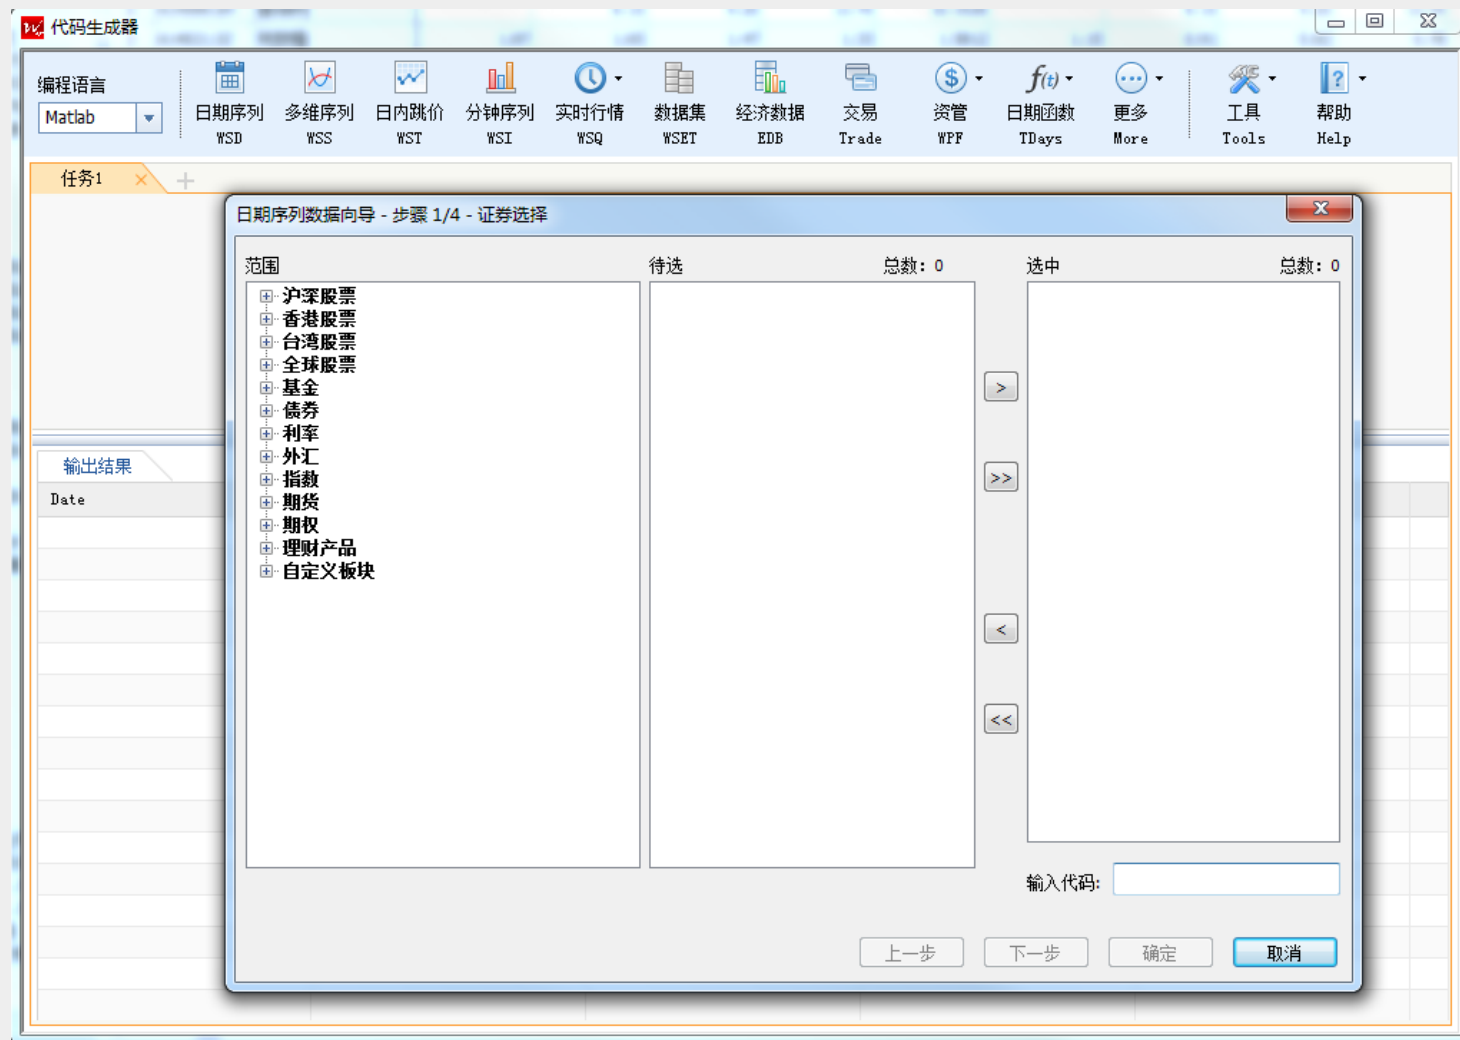 代码生成器
编程语言
Matlab
日期序列
WSD
多维序列
WSS
日内跳价
WST
分钟序列
WSI
实时行情
WSQ
数据集
WSET
经济数据
EDB
交易
Trade
资管
WPF
f(t)
日期函数
TDays
更多
More
工具
Tools
帮助
Help
任务1
日期序列数据向导 - 步骤 1/4 - 证券选择
范围
待选 总数: 0
选中 总数: 0
沪深股票
香港股票
台湾股票
全球股票
基金
债券
利率
外汇
指数
期货
期权
理财产品
自定义板块
>
>>
<
<<
输入代码:
上一步 下一步 确定 取消
输出结果
Date